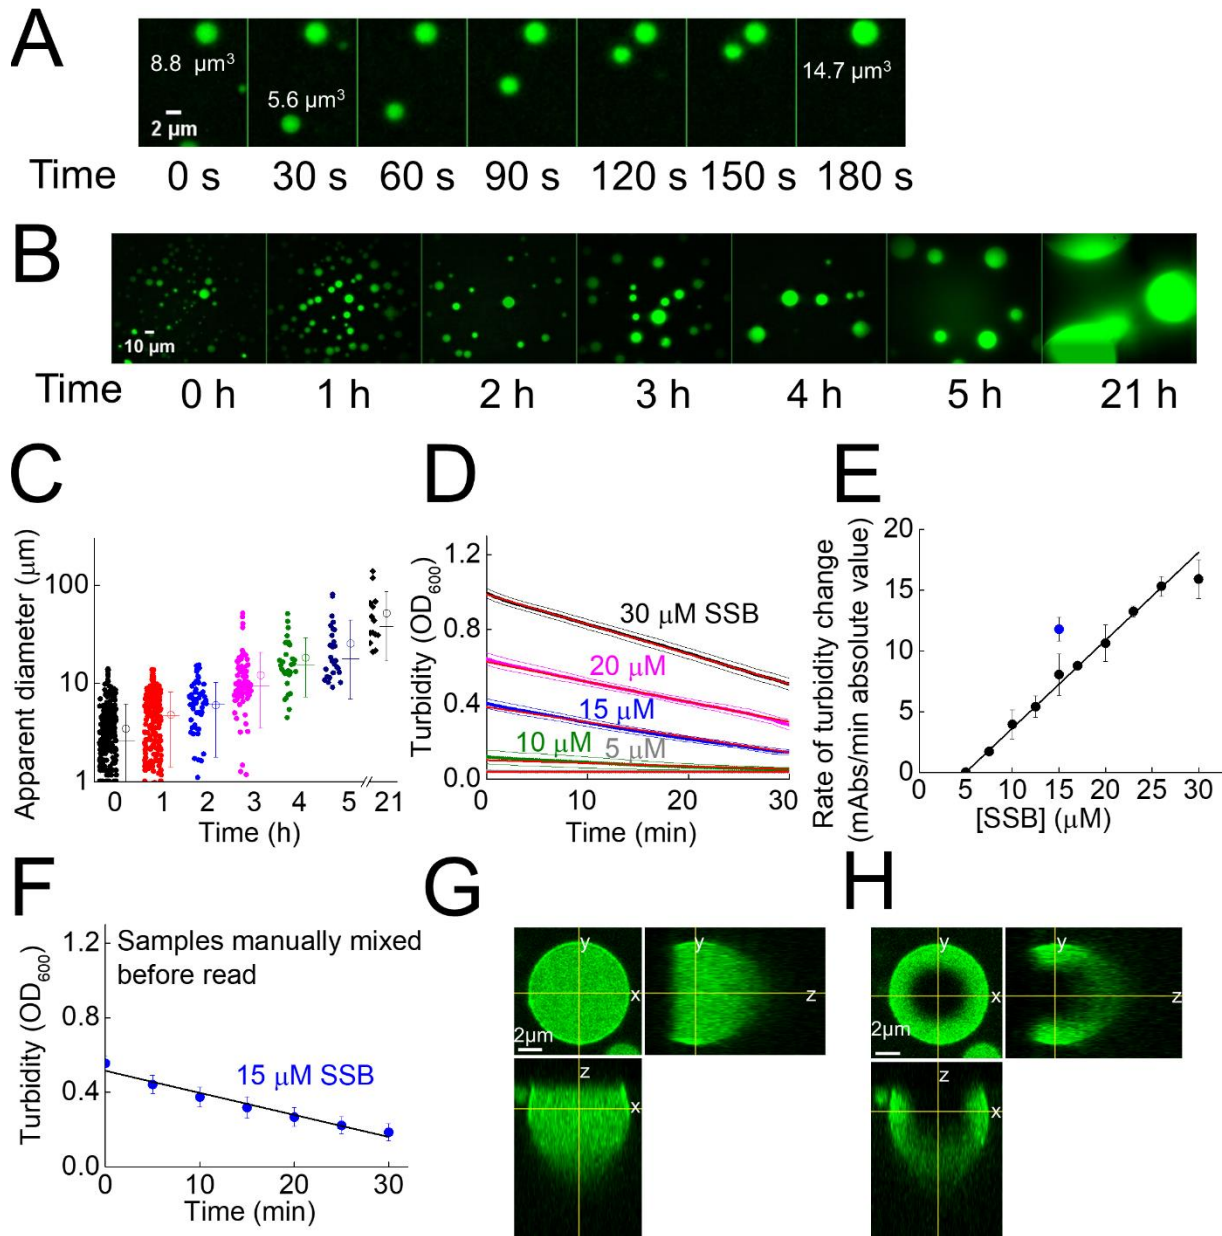 A
8.8 μm³
5.6 μm³
14.7 μm³
2 μm
Time 0 s 30 s 60 s 90 s 120 s 150 s 180 s
B
10 μm
Time 0 h 1 h 2 h 3 h 4 h 5 h 21 h
C
Apparent diameter (μm)
100
10
1
0 1 2 3 4 5 21
Time (h)
D
Turbidity (OD₆₀₀)
1.2
0.8
0.4
0.0
30 μM SSB
20 μM
15 μM
10 μM
5 μM
0 10 20 30
Time (min)
E
Rate of turbidity change
(mAbs/min absolute value)
20
15
10
5
0
0 5 10 15 20 25 30
[SSB] (μM)
F
Samples manually mixed
before read
Turbidity (OD₆₀₀)
1.2
0.8
0.4
0.0
15 μM SSB
0 10 20 30
Time (min)
G
y
x
z
2μm
z
x
H
y
x
z
2μm
z
x